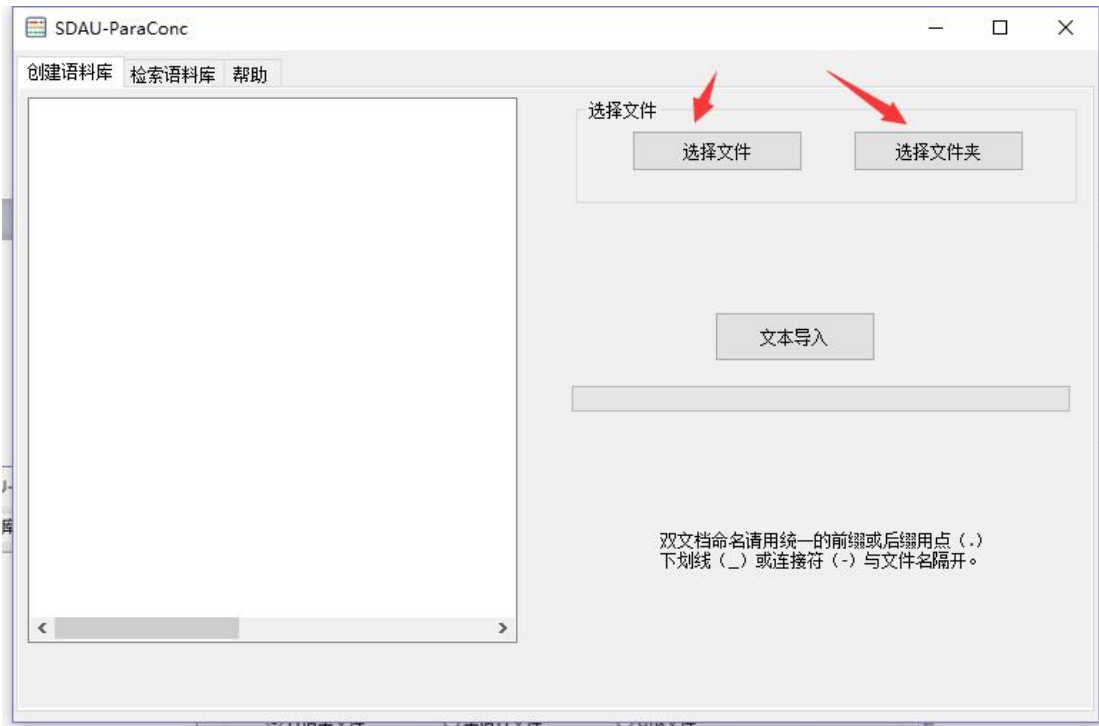 SDAU-ParaConc
创建语料库 检索语料库 帮助
选择文件
选择文件 选择文件夹
文本导入
双文档命名请用统一的前缀或后缀用点（.）
下划线（_）或连接符（-）与文件名隔开。
库